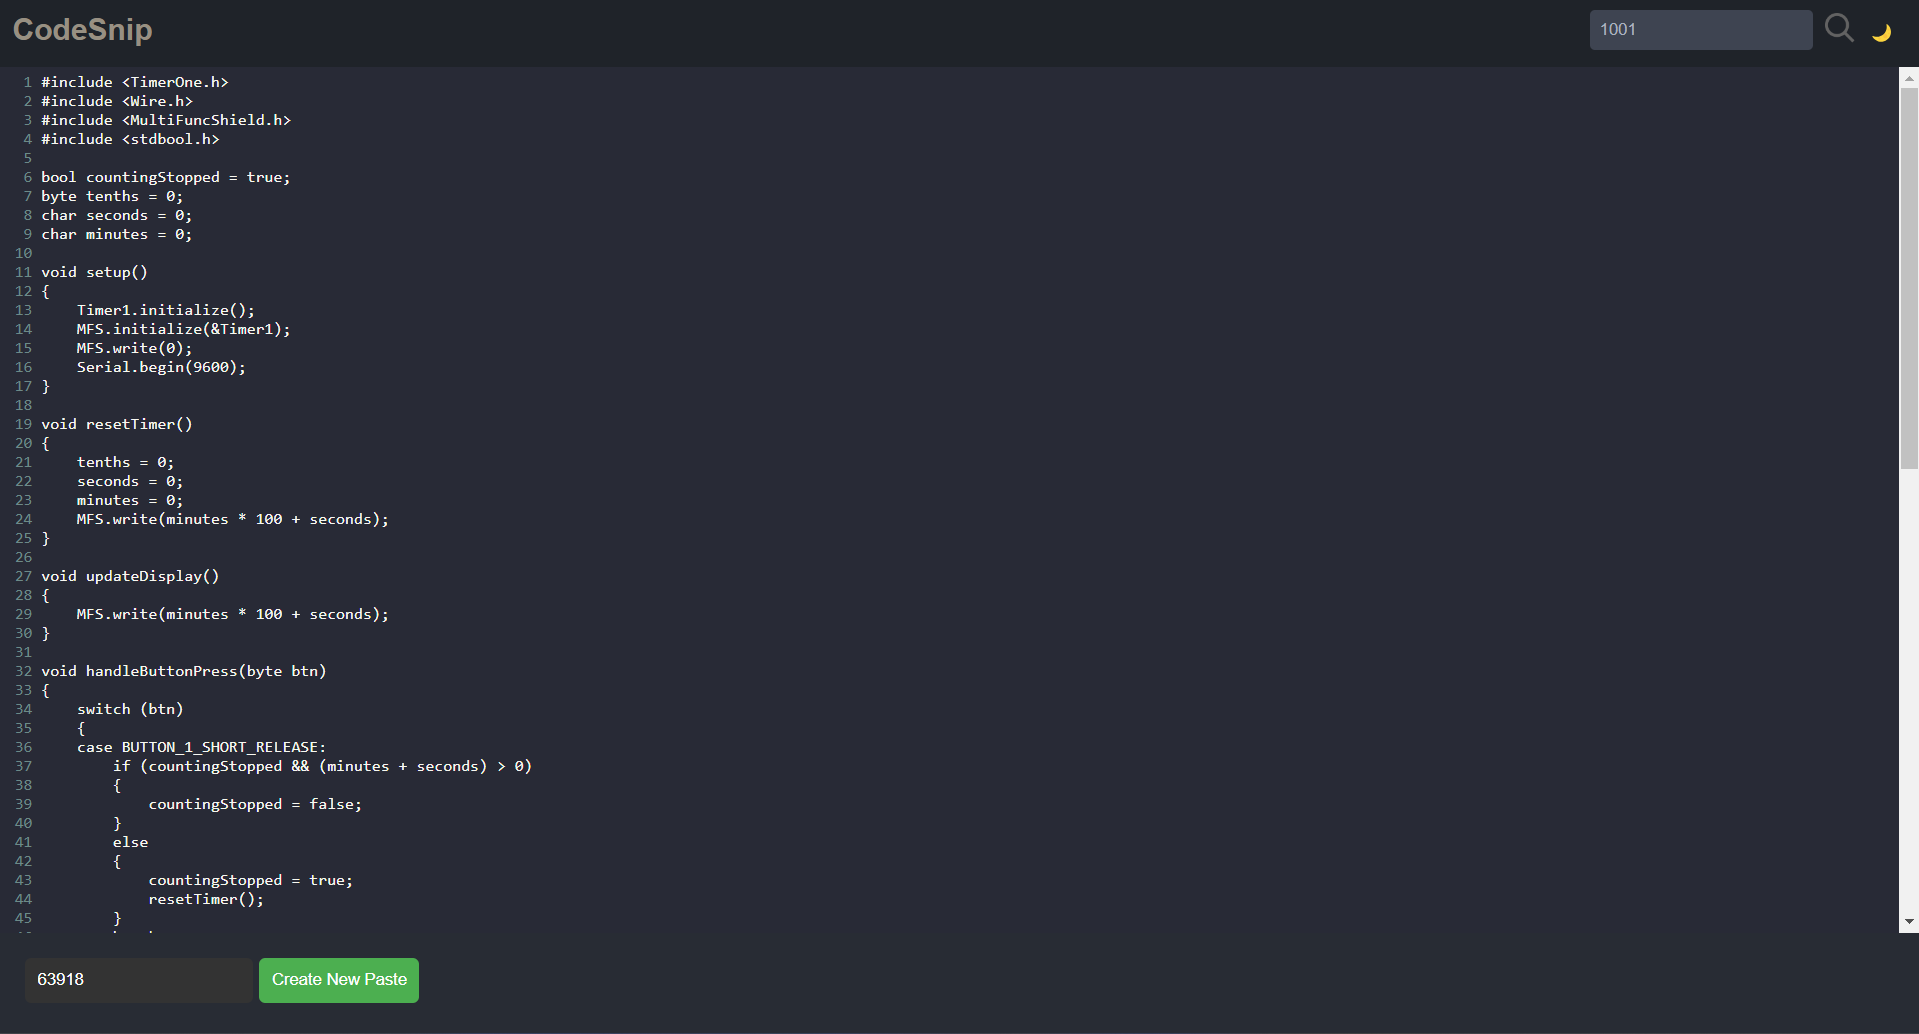 CodeSnip
1001
1 #include <TimerOne.h>
2 #include <Wire.h>
3 #include <MultiFuncShield.h>
4 #include <stdbool.h>
5
6 bool countingStopped = true;
7 byte tenths = 0;
8 char seconds = 0;
9 char minutes = 0;
10
11 void setup()
12 {
13     Timer1.initialize();
14     MFS.initialize(&Timer1);
15     MFS.write(0);
16     Serial.begin(9600);
17 }
18
19 void resetTimer()
20 {
21     tenths = 0;
22     seconds = 0;
23     minutes = 0;
24     MFS.write(minutes * 100 + seconds);
25 }
26
27 void updateDisplay()
28 {
29     MFS.write(minutes * 100 + seconds);
30 }
31
32 void handleButtonPress(byte btn)
33 {
34     switch (btn)
35     {
36     case BUTTON_1_SHORT_RELEASE:
37         if (countingStopped && (minutes + seconds) > 0)
38         {
39             countingStopped = false;
40         }
41         else
42         {
43             countingStopped = true;
44             resetTimer();
45         }
63918
Create New Paste